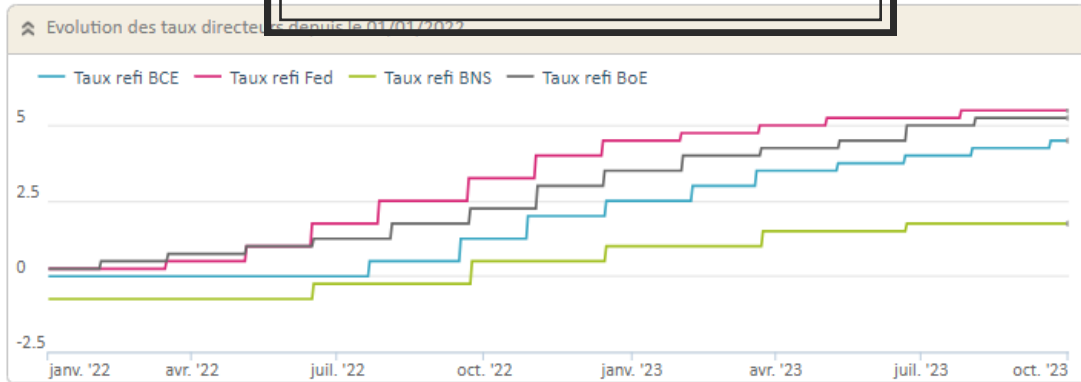 Evolution des taux directeurs depuis le 01/01/2022
Taux refi BCE Taux refi Fed Taux refi BNS Taux refi BoE
5
2.5
0
-2.5
janv. '22 avr. '22 juil. '22 oct. '22 janv. '23 avr. '23 juil. '23 oct. '23